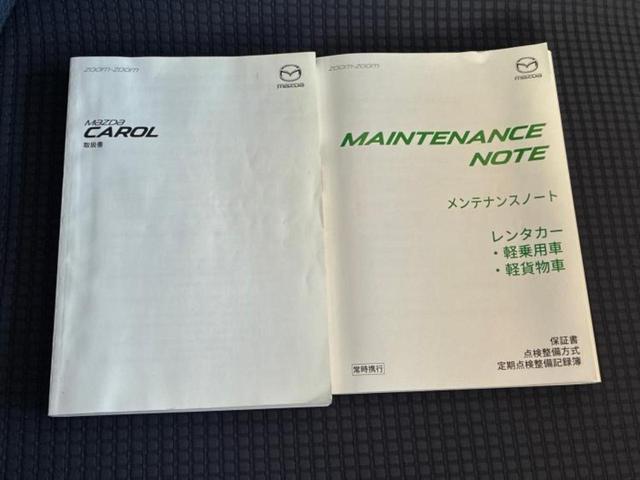 zoom-zoom
mazda
MAZDA
CAROL
取扱書
zoom-zoom
mazda
MAINTENANCE
NOTE
メンテナンスノート
レンタカー
・軽乗用車
・軽貨物車
保証書
点検整備方式
定期点検整備記録簿
常時携行